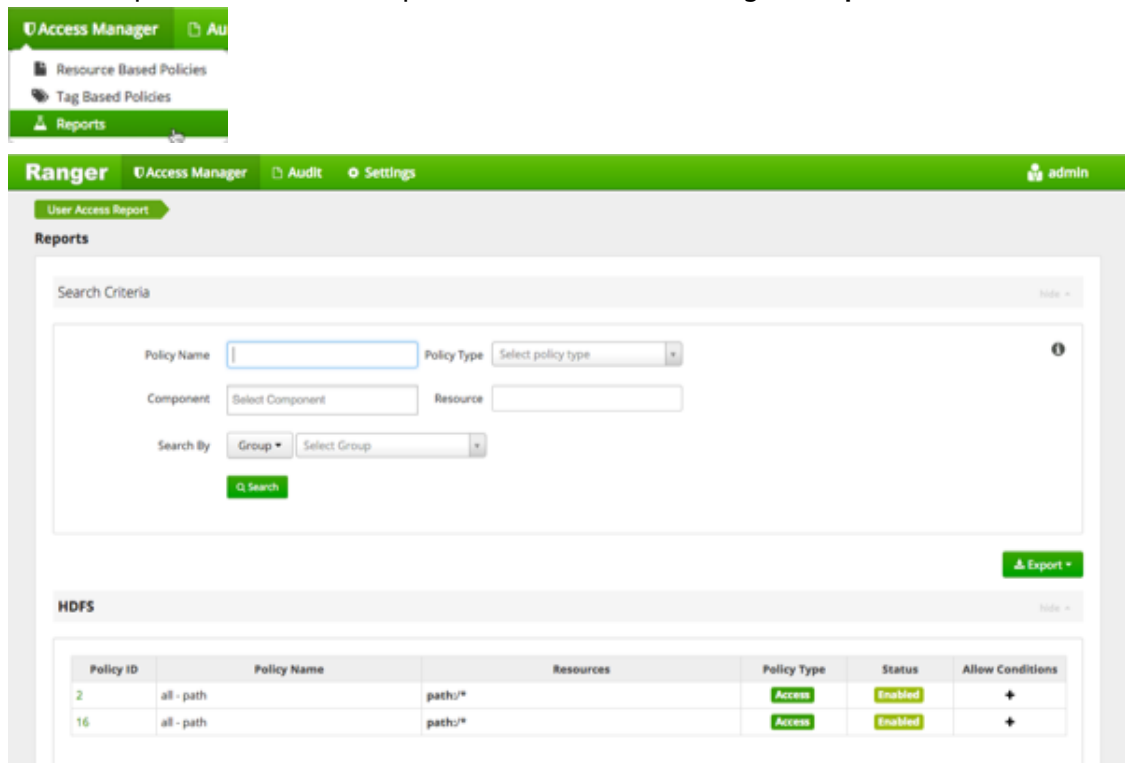 Access Manager Au
Resource Based Policies
Tag Based Policies
Reports
Ranger Access Manager Audit Settings admin
User Access Report
Reports
Search Criteria hide
Policy Name Policy Type Select policy type
Component Select Component Resource
Search By Group Select Group
Search
Export
HDFS hide
Policy ID Policy Name Resources Policy Type Status Allow Conditions
2 all - path path:/* Access Enabled +
16 all - path path:/* Access Enabled +